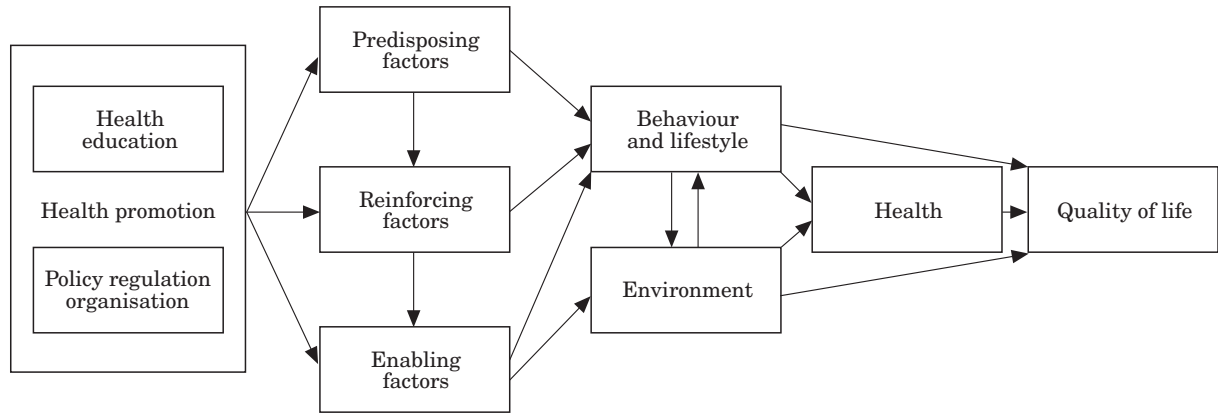 Health
education
Health promotion
Policy regulation
organisation
Predisposing
factors
Reinforcing
factors
Enabling
factors
Behaviour
and lifestyle
Environment
Health
Quality of life